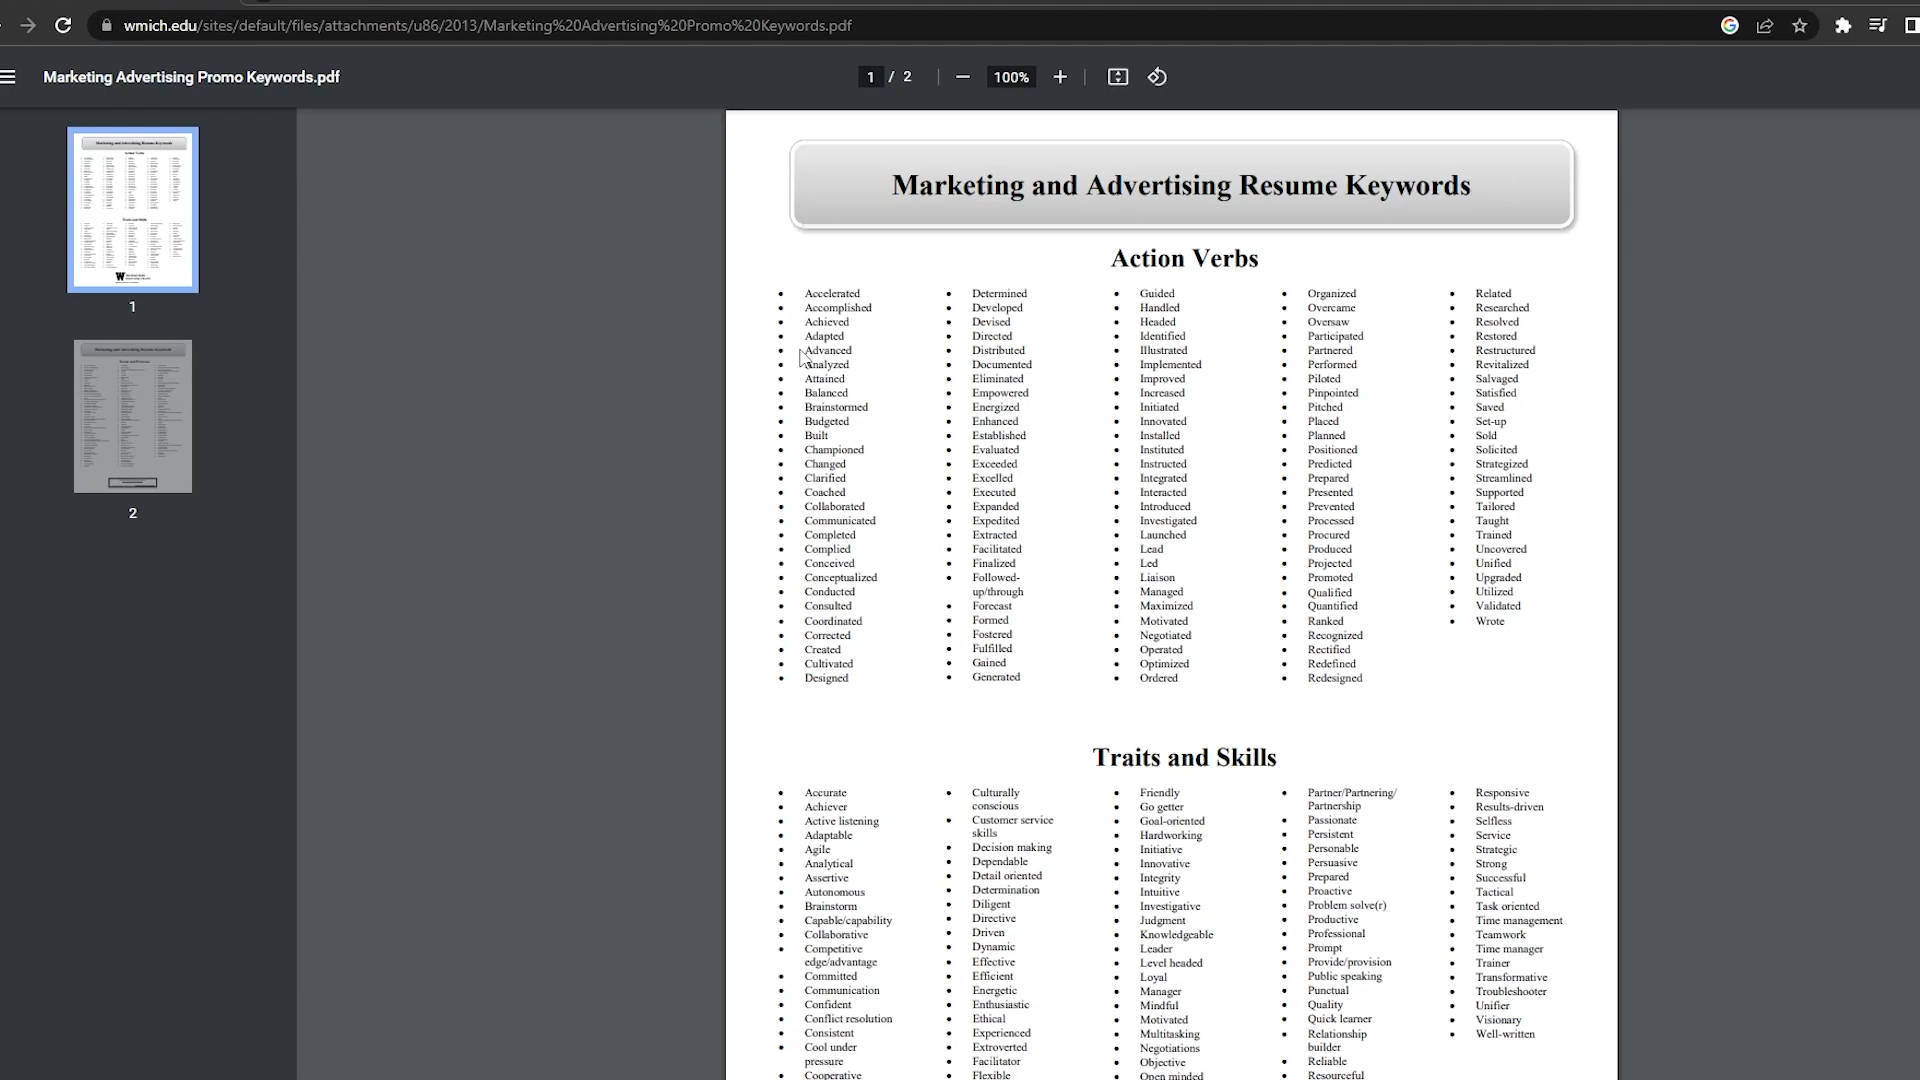 wmich.edu/sites/default/files/attachments/u86/2013/Marketing%20Advertising%20Promo%20Keywords.pdf
Marketing Advertising Promo Keywords.pdf
1 / 2
100%
1
2
Marketing and Advertising Resume Keywords
Action Verbs
Accelerated
Accomplished
Achieved
Adapted
Advanced
Analyzed
Attained
Balanced
Brainstormed
Budgeted
Built
Championed
Changed
Clarified
Coached
Collaborated
Communicated
Completed
Complied
Conceived
Conceptualized
Conducted
Consulted
Coordinated
Corrected
Created
Cultivated
Designed
Determined
Developed
Devised
Directed
Distributed
Documented
Eliminated
Empowered
Energized
Enhanced
Established
Evaluated
Exceeded
Excelled
Executed
Expanded
Expedited
Extracted
Facilitated
Finalized
Followed-
up/through
Forecast
Formed
Fostered
Fulfilled
Gained
Generated
Guided
Handled
Headed
Identified
Illustrated
Implemented
Improved
Increased
Initiated
Innovated
Installed
Instituted
Instructed
Integrated
Interacted
Introduced
Investigated
Launched
Lead
Led
Liaison
Managed
Maximized
Motivated
Negotiated
Operated
Optimized
Ordered
Organized
Overcame
Oversaw
Participated
Partnered
Performed
Piloted
Pinpointed
Pitched
Placed
Planned
Positioned
Predicted
Prepared
Presented
Prevented
Processed
Procured
Produced
Projected
Promoted
Qualified
Quantified
Ranked
Recognized
Rectified
Redefined
Redesigned
Related
Researched
Resolved
Restored
Restructured
Revitalized
Salvaged
Satisfied
Saved
Set-up
Sold
Solicited
Strategized
Streamlined
Supported
Tailored
Taught
Trained
Uncovered
Unified
Upgraded
Utilized
Validated
Wrote
Traits and Skills
Accurate
Achiever
Active listening
Adaptable
Agile
Analytical
Assertive
Autonomous
Brainstorm
Capable/capability
Collaborative
Competitive
edge/advantage
Committed
Communication
Confident
Conflict resolution
Consistent
Cool under
pressure
Cooperative
Culturally
conscious
Customer service
skills
Decision making
Dependable
Detail oriented
Determination
Diligent
Directive
Driven
Dynamic
Effective
Efficient
Energetic
Enthusiastic
Ethical
Experienced
Extroverted
Facilitator
Flexible
Friendly
Go getter
Goal-oriented
Hardworking
Initiative
Innovative
Integrity
Intuitive
Investigative
Judgment
Knowledgeable
Leader
Level headed
Loyal
Manager
Mindful
Motivated
Multitasking
Negotiations
Objective
Open minded
Partner/Partnering/
Partnership
Passionate
Persistent
Personable
Persuasive
Prepared
Proactive
Problem solve(r)
Productive
Professional
Prompt
Provide/provision
Public speaking
Punctual
Quality
Quick learner
Relationship
builder
Reliable
Resourceful
Responsive
Results-driven
Selfless
Service
Strategic
Strong
Successful
Tactical
Task oriented
Time management
Teamwork
Time manager
Trainer
Transformative
Troubleshooter
Unifier
Visionary
Well-written